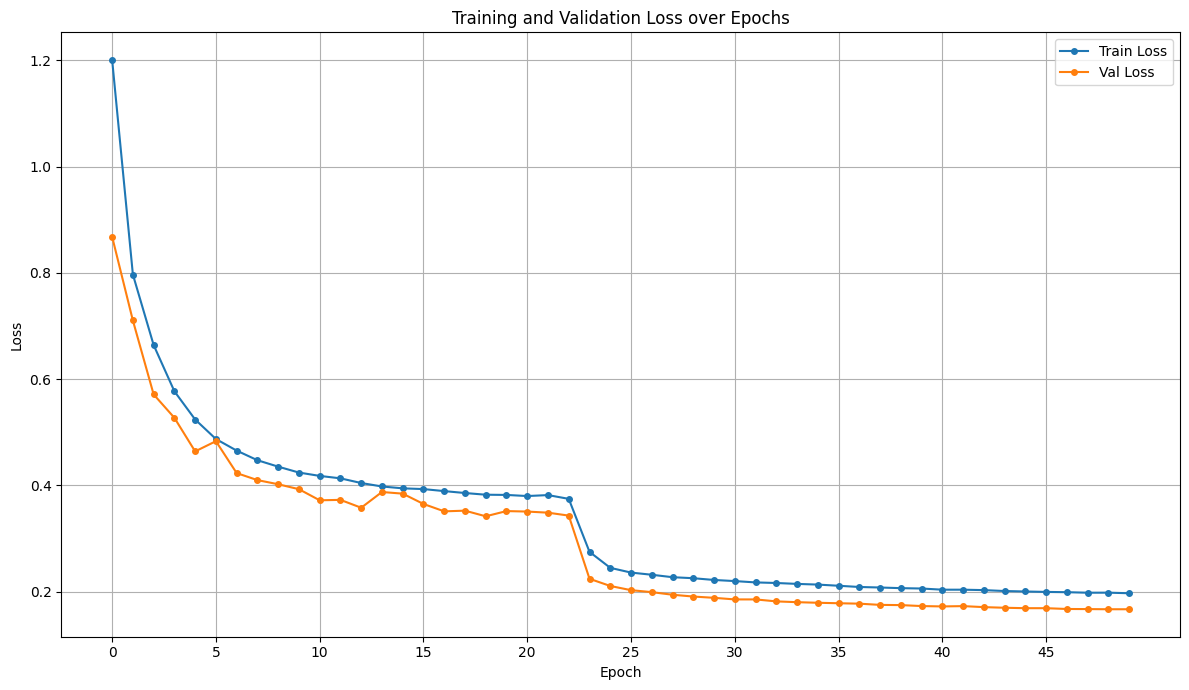 Training and Validation Loss over Epochs
Train Loss
Val Loss
1.2
1.0
0.8
0.6
0.4
0.2
Loss
0 5 10 15 20 25 30 35 40 45
Epoch